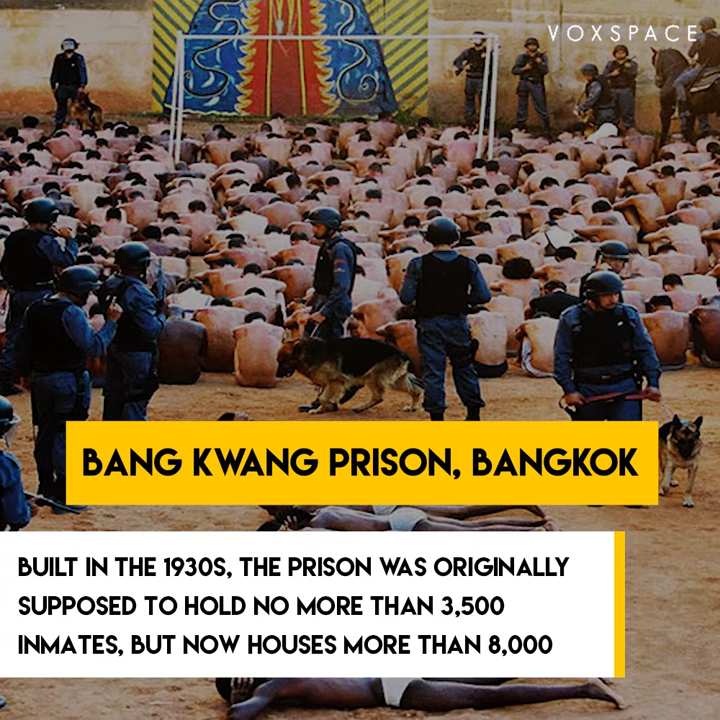 VOXSPACE
BANG KWANG PRISON, BANGKOK
BUILT IN THE 1930S, THE PRISON WAS ORIGINALLY
SUPPOSED TO HOLD NO MORE THAN 3,500
INMATES, BUT NOW HOUSES MORE THAN 8,000